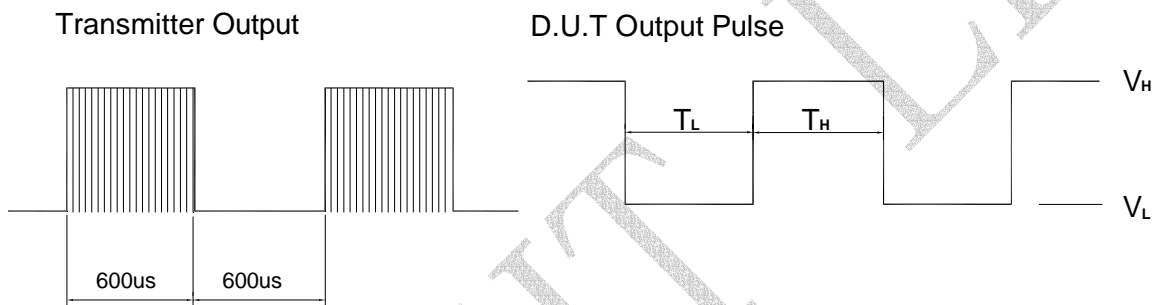 Transmitter Output
D.U.T Output Pulse
VH
TL
TH
VL
600us
600us